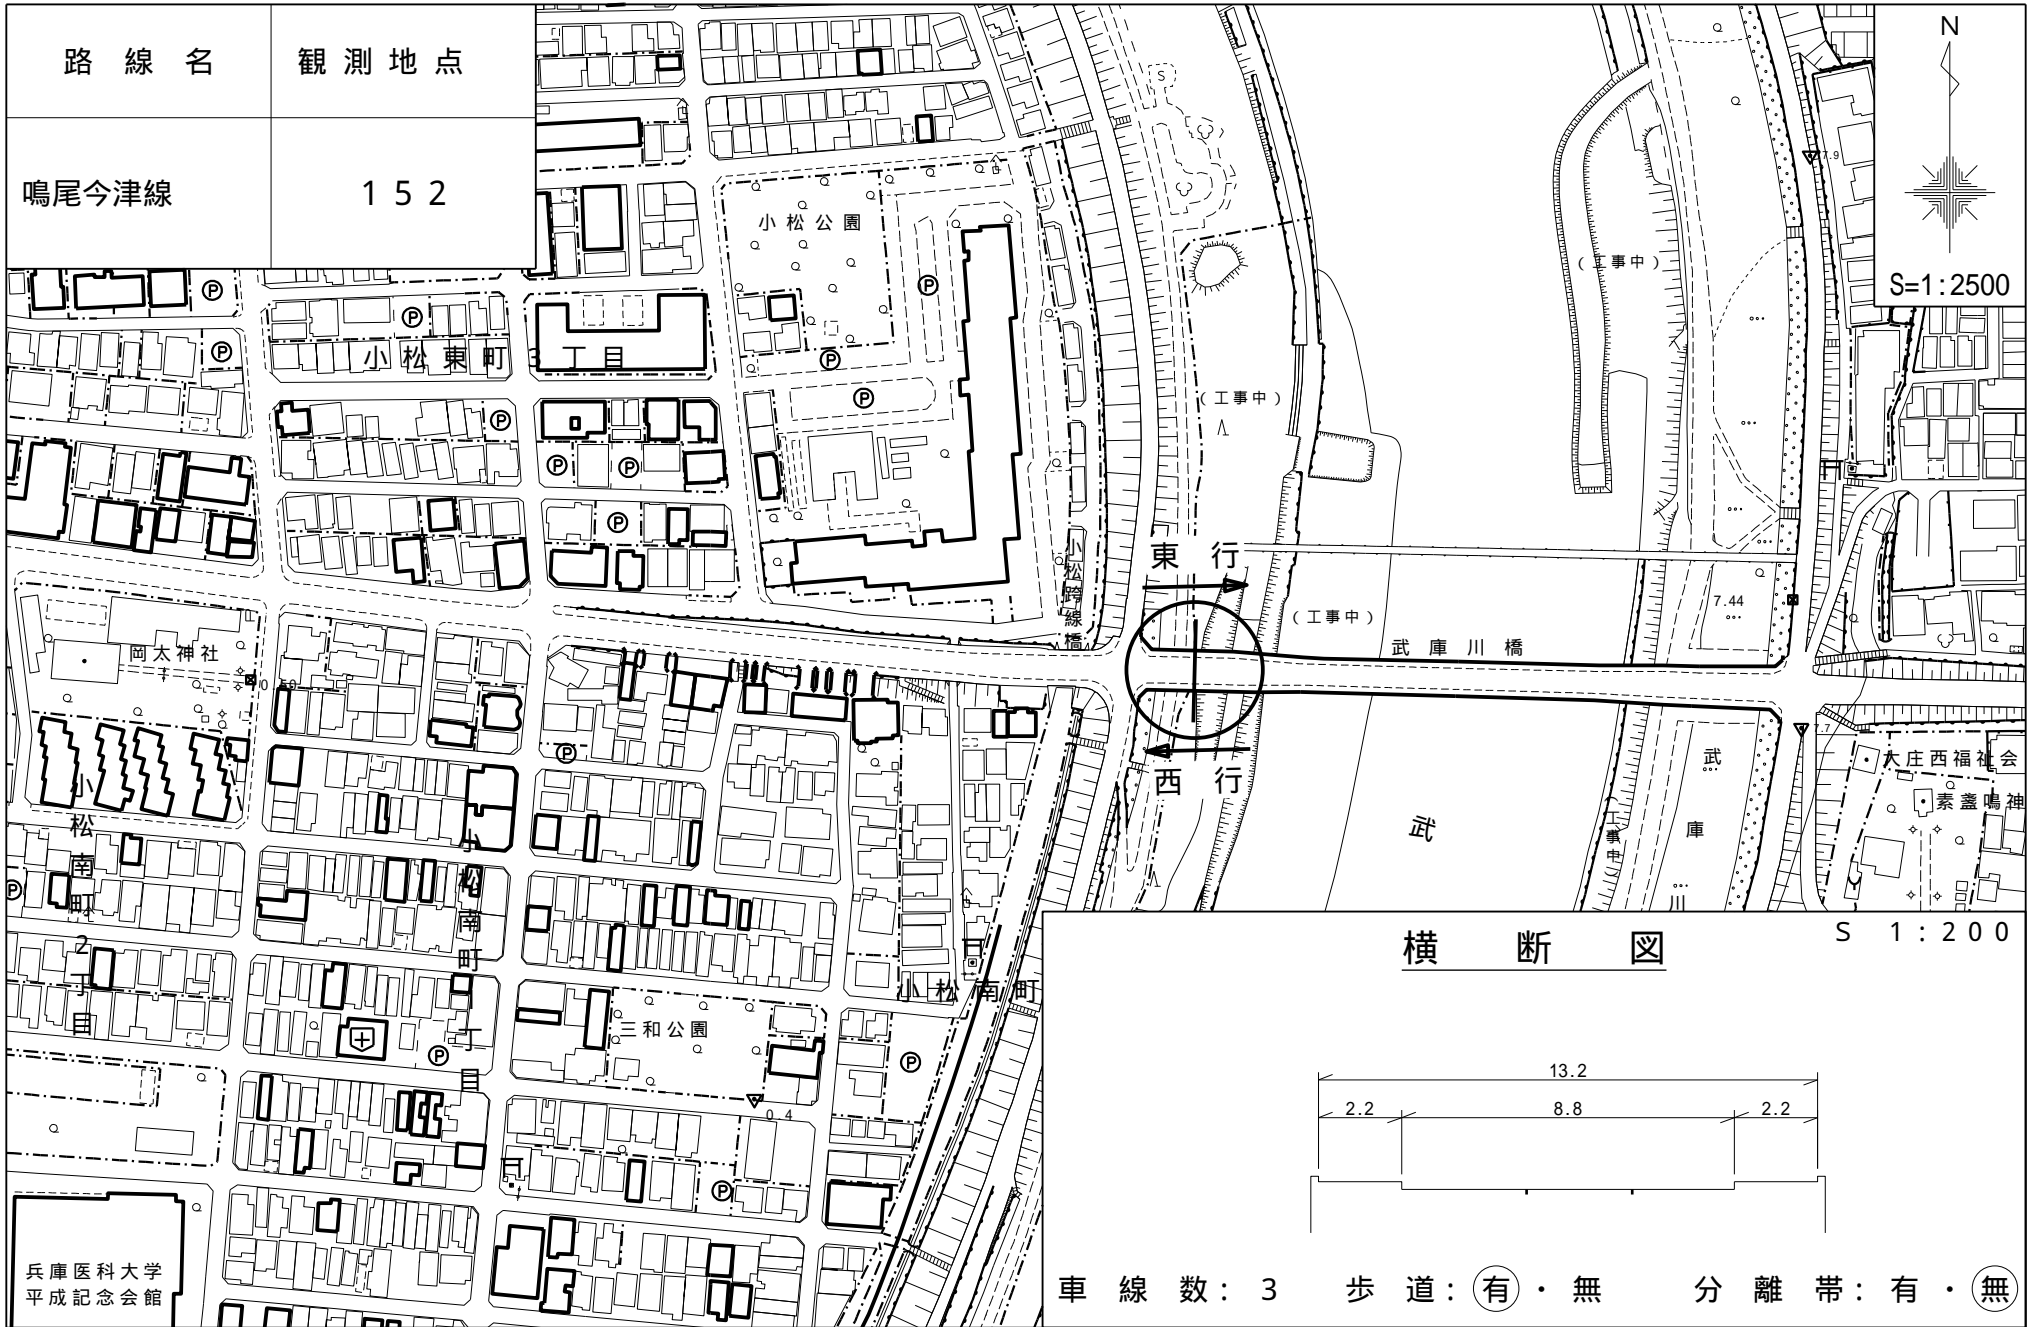 路線名
観測地点
鳴尾今津線
152
N
S=1:2500
小松公園
小松東町3丁目
(工事中)
(工事中)
(工事中)
(工事中)
7.9
小松跨線橋
東行
西行
武庫川橋
7.44
7.7
岡太神社
小松南町2丁目
小松南町1丁目
小松南町
三和公園
0.4
武
武庫川
大庄西福祉会
素盞鳴神
兵庫医科大学
平成記念会館
横断図
S 1:200
13.2
2.2
8.8
2.2
車線数: 3 歩道: 有・無 分離帯: 有・無